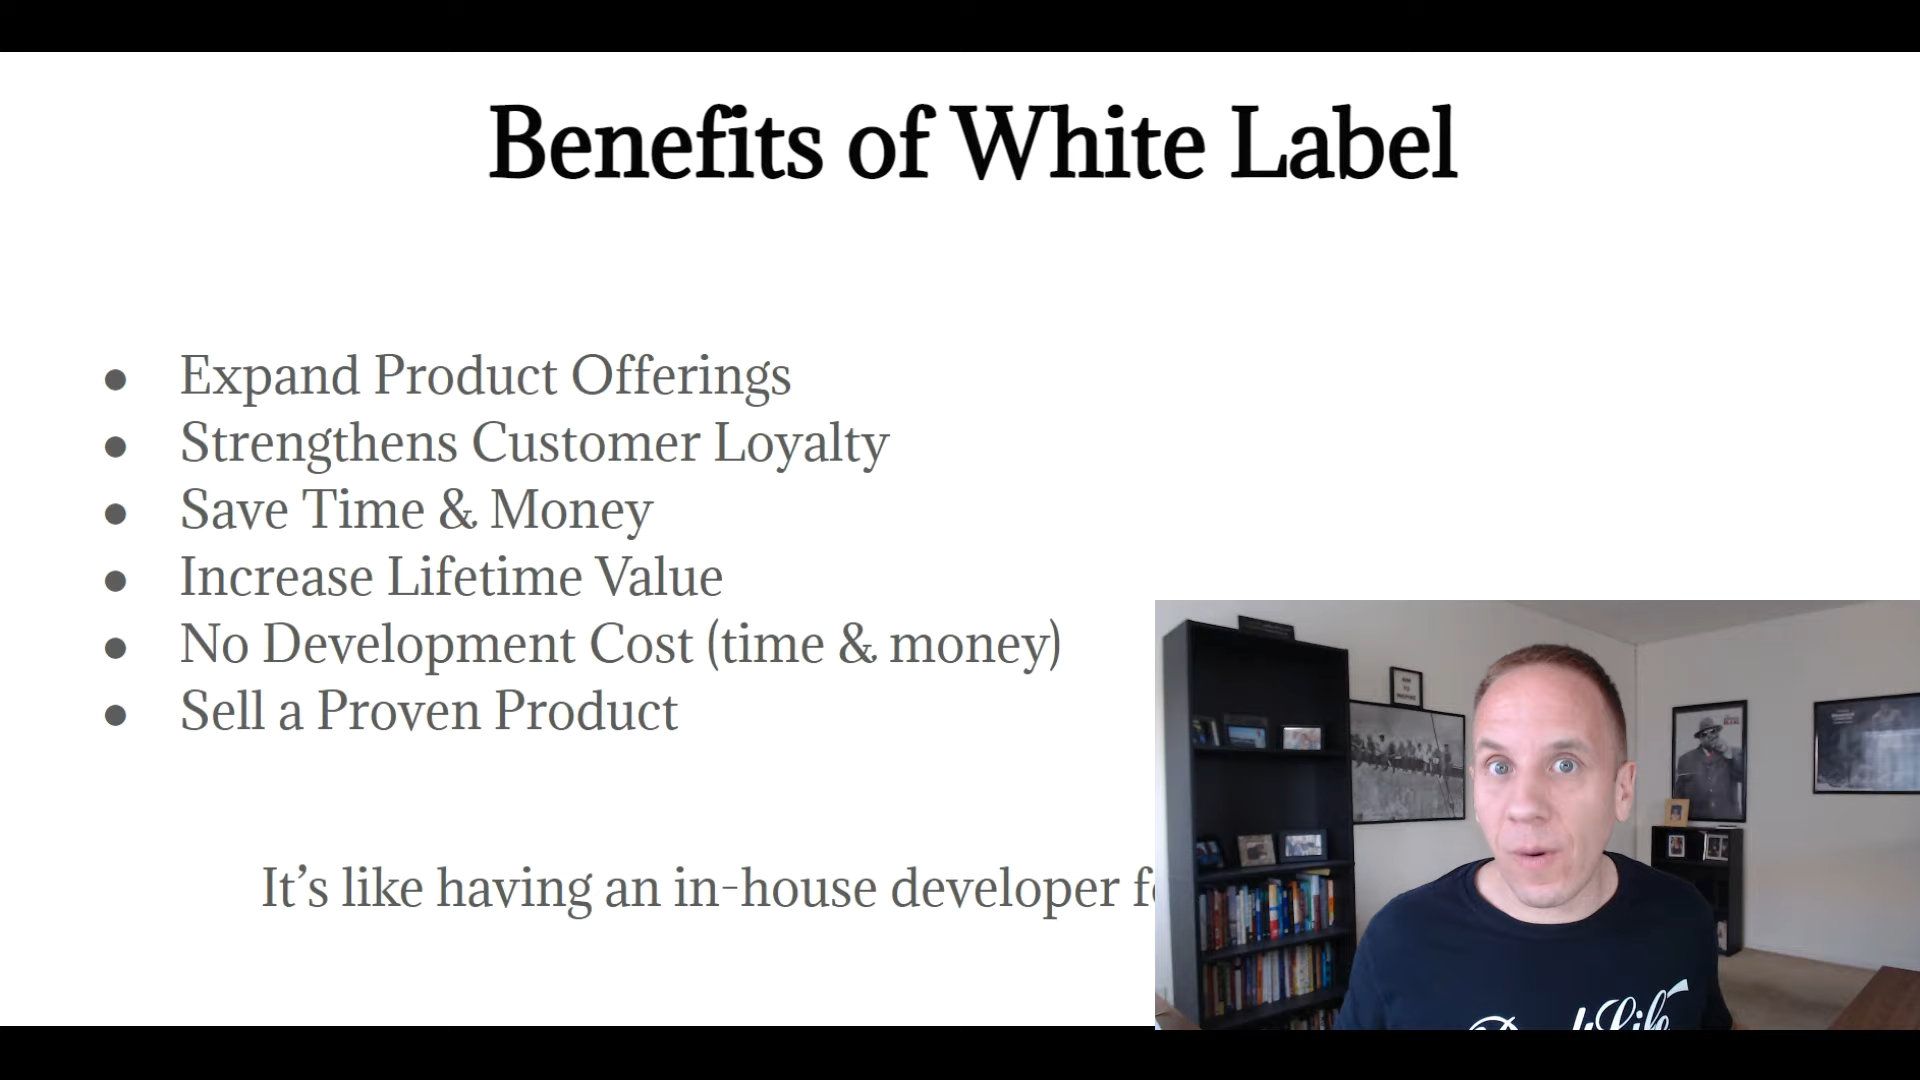 Benefits of White Label
● Expand Product Offerings
● Strengthens Customer Loyalty
● Save Time & Money
● Increase Lifetime Value
● No Development Cost (time & money)
● Sell a Proven Product
It's like having an in-house developer